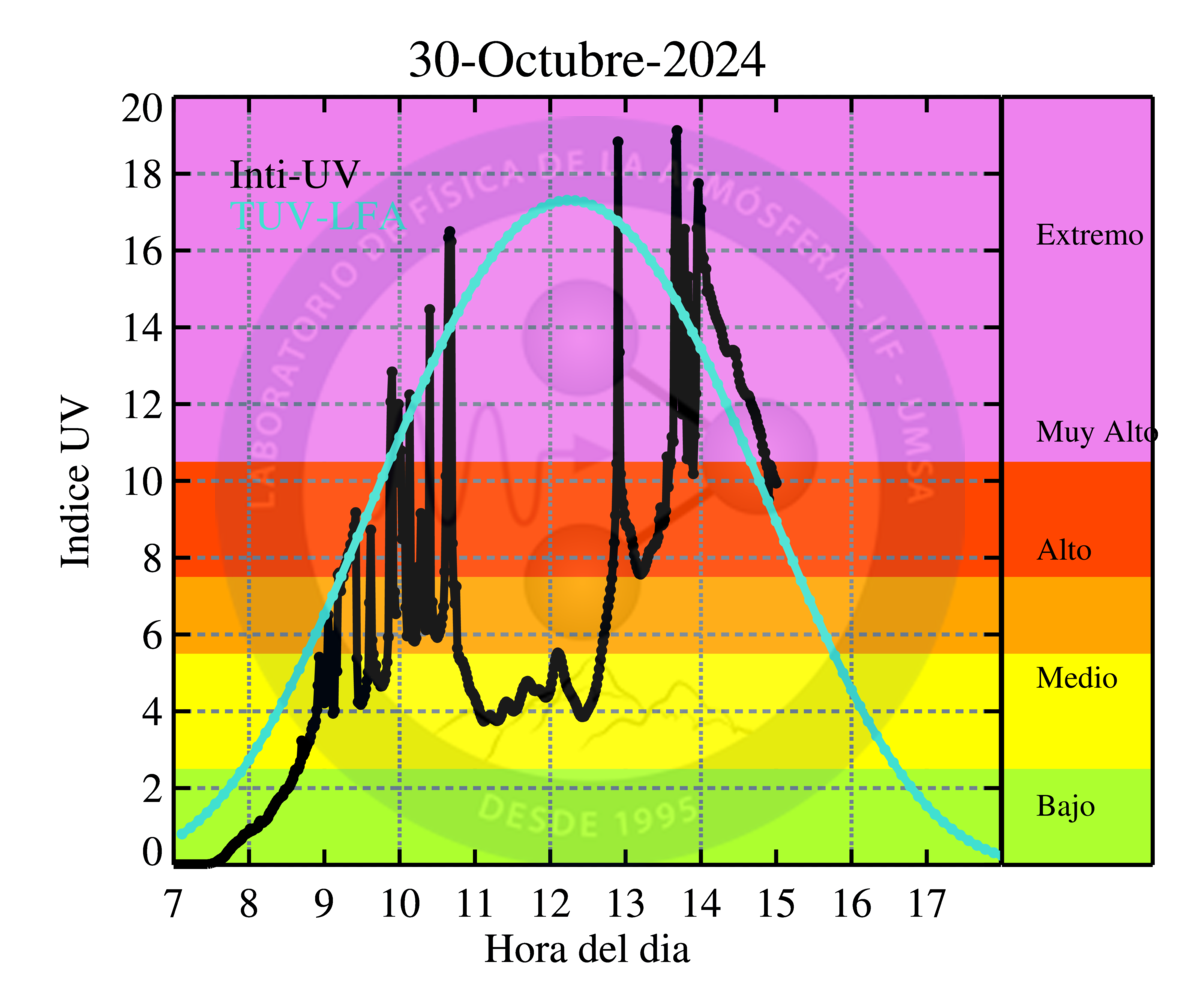 30-Octubre-2024
20
18
16
14
12
10
8
6
4
2
0
Indice UV
Inti-UV
TUV-LFA
LABORATORIO DE FÍSICA DE LA ATMÓSFERA - IIF - UMSA
DESDE 1995
Extremo
Muy Alto
Alto
Medio
Bajo
7 8 9 10 11 12 13 14 15 16 17
Hora del dia